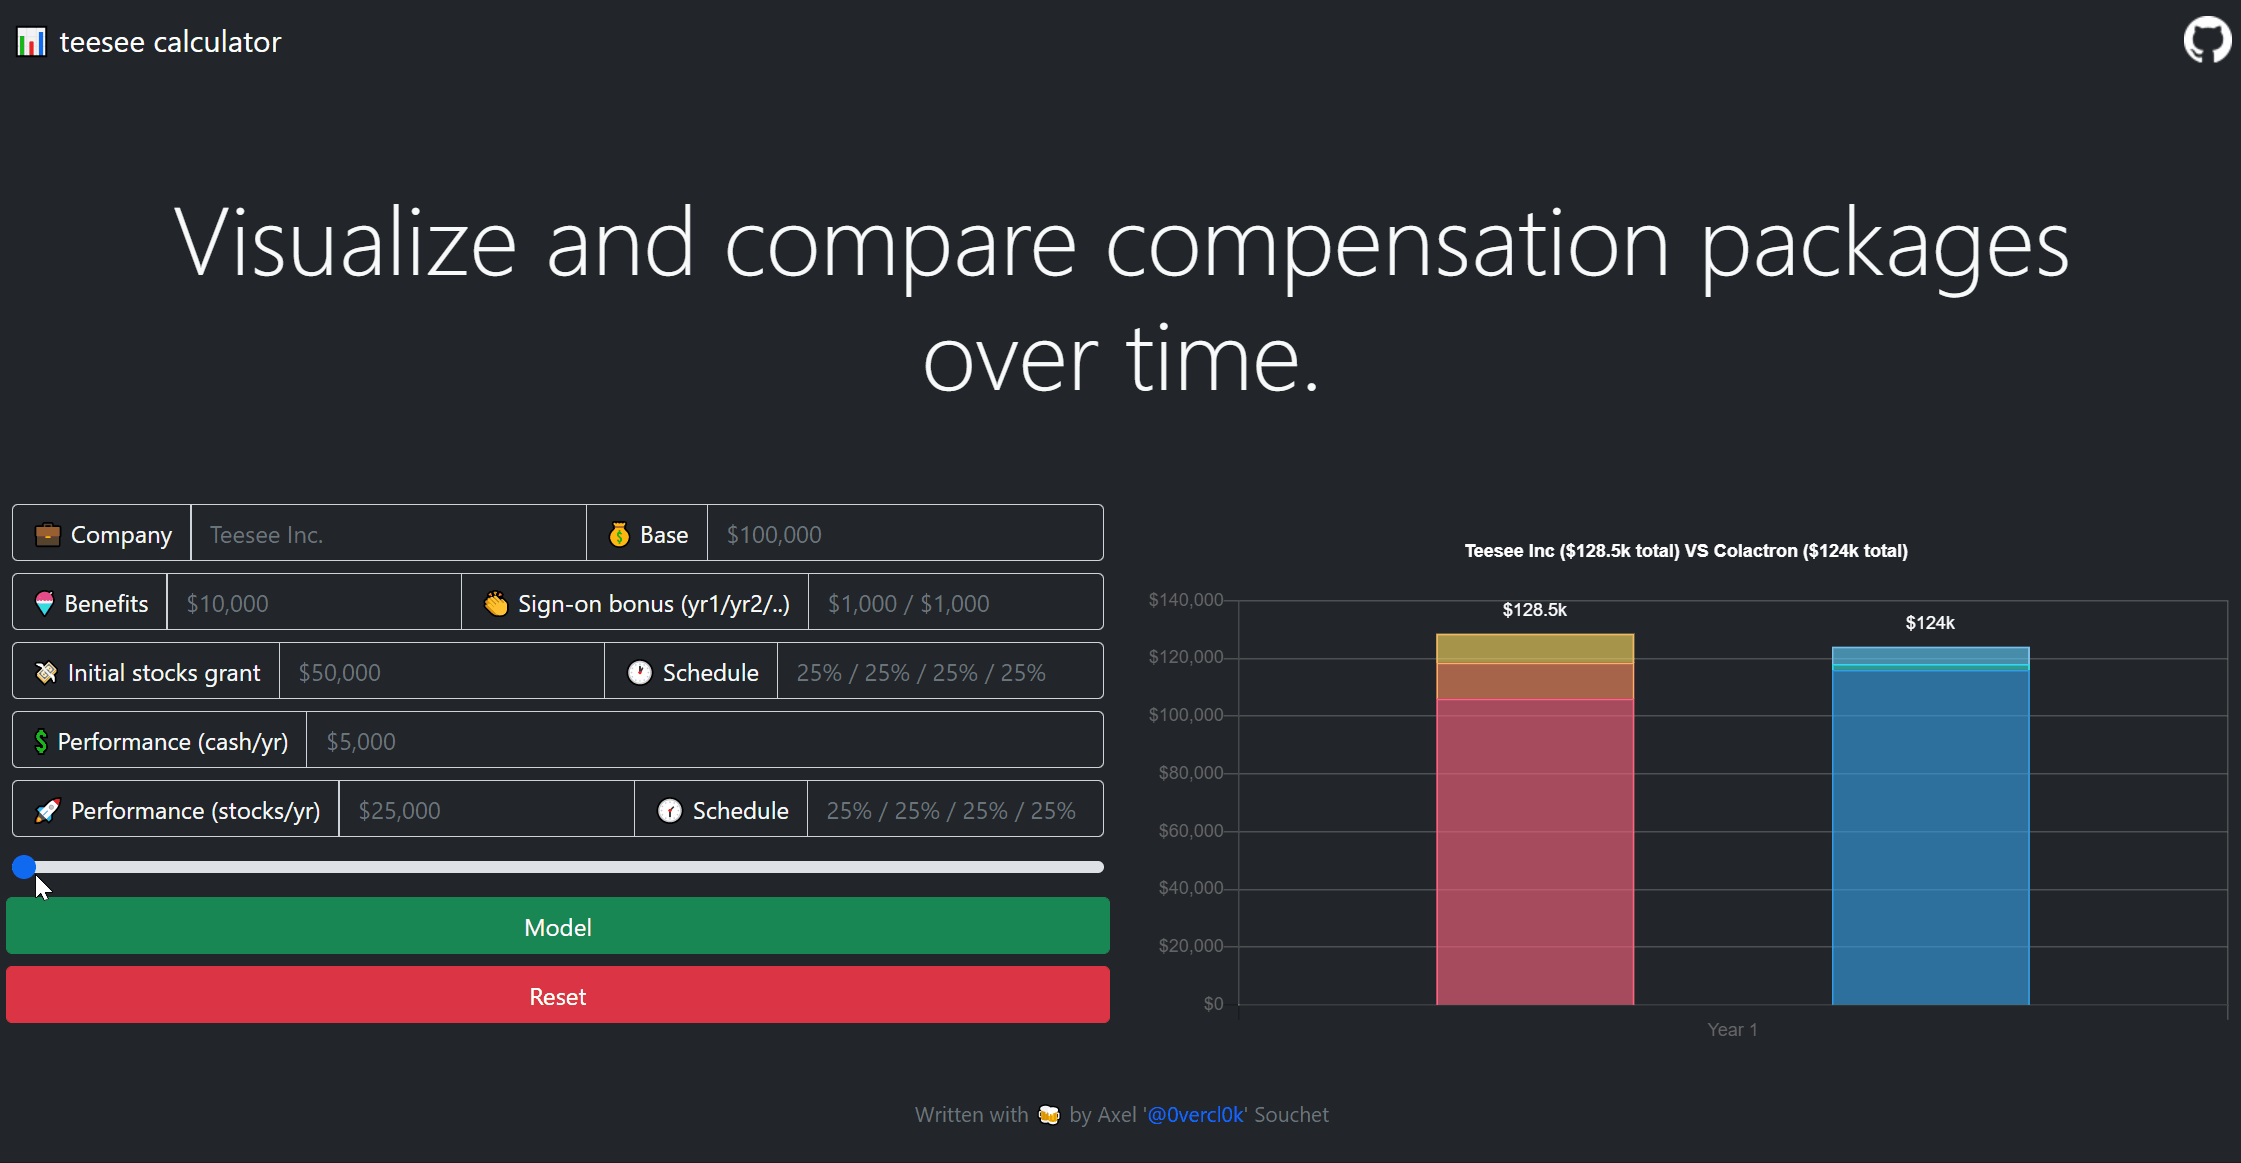 teesee calculator
Visualize and compare compensation packages
over time.
Company Teesee Inc. Base $100,000
Benefits $10,000 Sign-on bonus (yr1/yr2/..) $1,000 / $1,000
Initial stocks grant $50,000 Schedule 25% / 25% / 25% / 25%
Performance (cash/yr) $5,000
Performance (stocks/yr) $25,000 Schedule 25% / 25% / 25% / 25%
Model
Reset
Teesee Inc ($128.5k total) VS Colactron ($124k total)
$140,000
$128.5k
$124k
$120,000
$100,000
$80,000
$60,000
$40,000
$20,000
$0
Year 1
Written with by Axel '@0vercl0k' Souchet